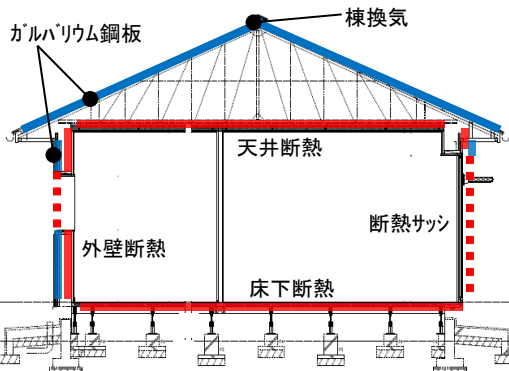 棟換気
ｶﾞﾙﾊﾞﾘｳﾑ鋼板
天井断熱
断熱ｻｯｼ
外壁断熱
床下断熱